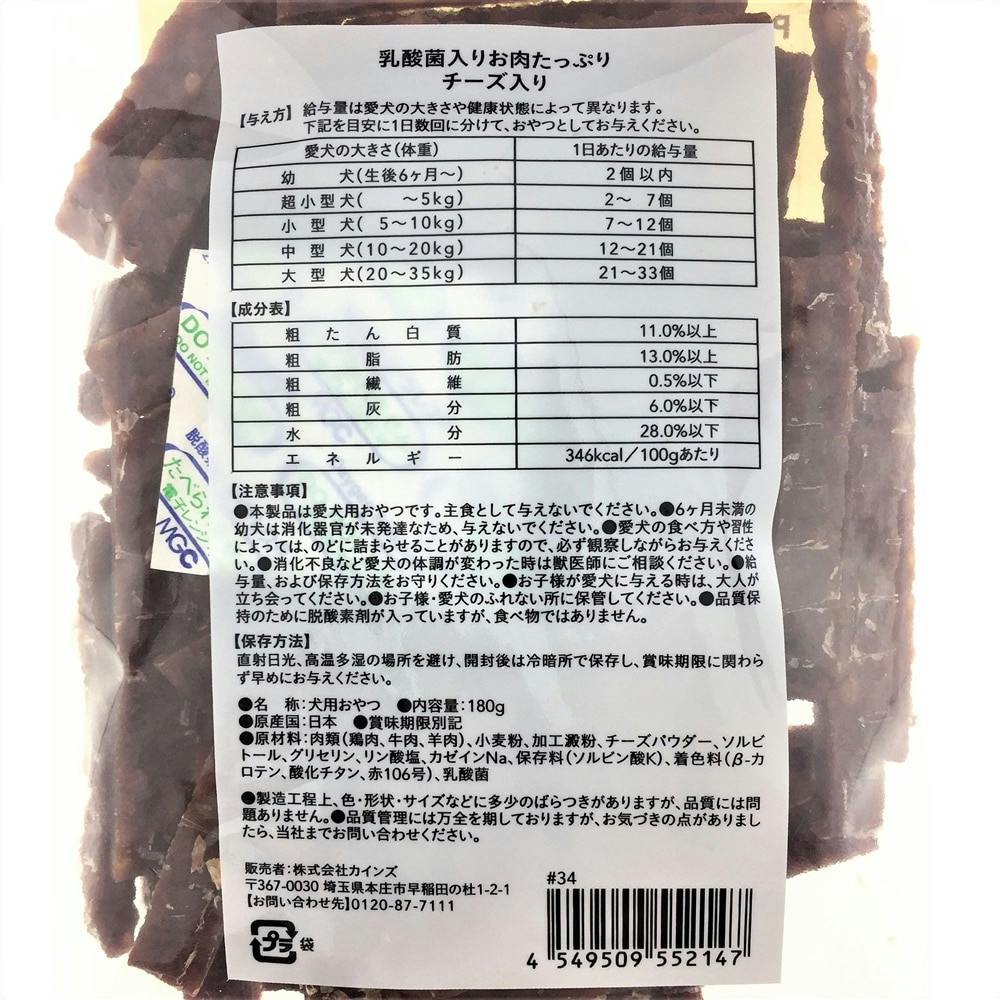 乳酸菌入りお肉たっぷり
チーズ入り
【与え方】給与量は愛犬の大きさや健康状態によって異なります。
下記を目安に1日数回に分けて、おやつとしてお与えください。
愛犬の大きさ(体重) 1日あたりの給与量
幼 犬(生後6ヶ月～) 2個以内
超小型犬( ～5kg) 2～ 7個
小型犬( 5～10kg) 7～12個
中型犬(10～20kg) 12～21個
大型犬(20～35kg) 21～33個
【成分表】
粗たん白質 11.0%以上
粗脂肪 13.0%以上
粗繊維 0.5%以下
粗灰分 6.0%以下
水分 28.0%以下
エネルギー 346kcal/100gあたり
【注意事項】
●本製品は愛犬用おやつです。主食として与えないでください。●6ヶ月未満の
幼犬は消化器官が未発達なため、与えないでください。●愛犬の食べ方や習性
によっては、のどに詰まらせることがありますので、必ず観察しながらお与えくださ
い。●消化不良など愛犬の体調が変わった時は獣医師にご相談ください。●給
与量、および保存方法をお守りください。●お子様が愛犬に与える時は、大人が
立ち会ってください。●お子様・愛犬のふれない所に保管してください。●品質保
持のために脱酸素剤が入っていますが、食べ物ではありません。
【保存方法】
直射日光、高温多湿の場所を避け、開封後は冷暗所で保存し、賞味期限に関わら
ず早めにお与えください。
●名 称:犬用おやつ ●内容量:180g
●原産国:日本 ●賞味期限別記
●原材料:肉類(鶏肉、牛肉、羊肉)、小麦粉、加工澱粉、チーズパウダー、ソルビ
トール、グリセリン、リン酸塩、カゼインNa、保存料(ソルビン酸K)、着色料(β-カ
ロテン、酸化チタン、赤106号)、乳酸菌
●製造工程上、色・形状・サイズなどに多少のばらつきがありますが、品質には問
題ありません。●品質管理には万全を期しておりますが、お気づきの点がありまし
たら、当社までお問い合わせください。
販売者:株式会社カインズ
〒367-0030 埼玉県本庄市早稲田の杜1-2-1
【お問い合わせ先】0120-87-7111
プラ 袋
#34
4 549509 552147
DO
DO NOT
脱酸
たべら
電子レンジ
MGC